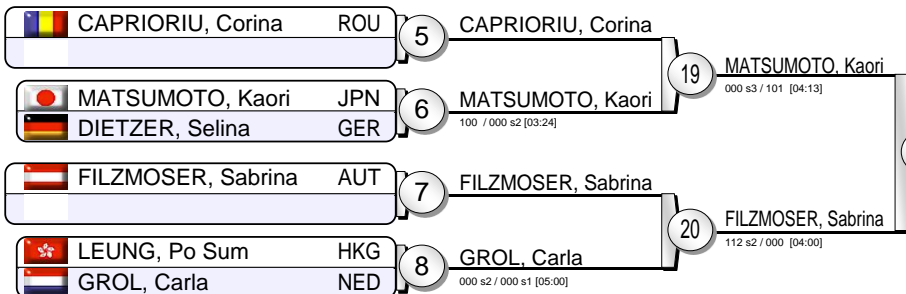 CAPRIORIU, Corina ROU
5
CAPRIORIU, Corina
19
MATSUMOTO, Kaori
000 s3 / 101 [04:13]
MATSUMOTO, Kaori JPN
DIETZER, Selina GER
6
MATSUMOTO, Kaori
100 / 000 s2 [03:24]
FILZMOSER, Sabrina AUT
7
FILZMOSER, Sabrina
20
FILZMOSER, Sabrina
112 s2 / 000 [04:00]
LEUNG, Po Sum HKG
GROL, Carla NED
8
GROL, Carla
000 s2 / 000 s1 [05:00]